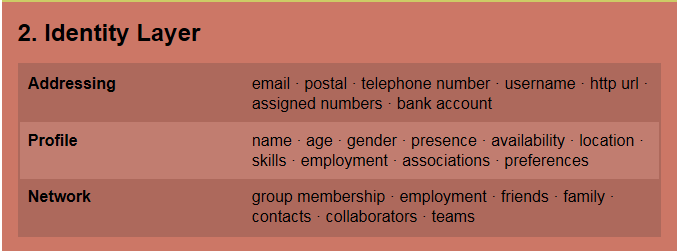 2. Identity Layer
Addressing email · postal · telephone number · username · http url ·
assigned numbers · bank account
Profile name · age · gender · presence · availability · location ·
skills · employment · associations · preferences
Network group membership · employment · friends · family ·
contacts · collaborators · teams